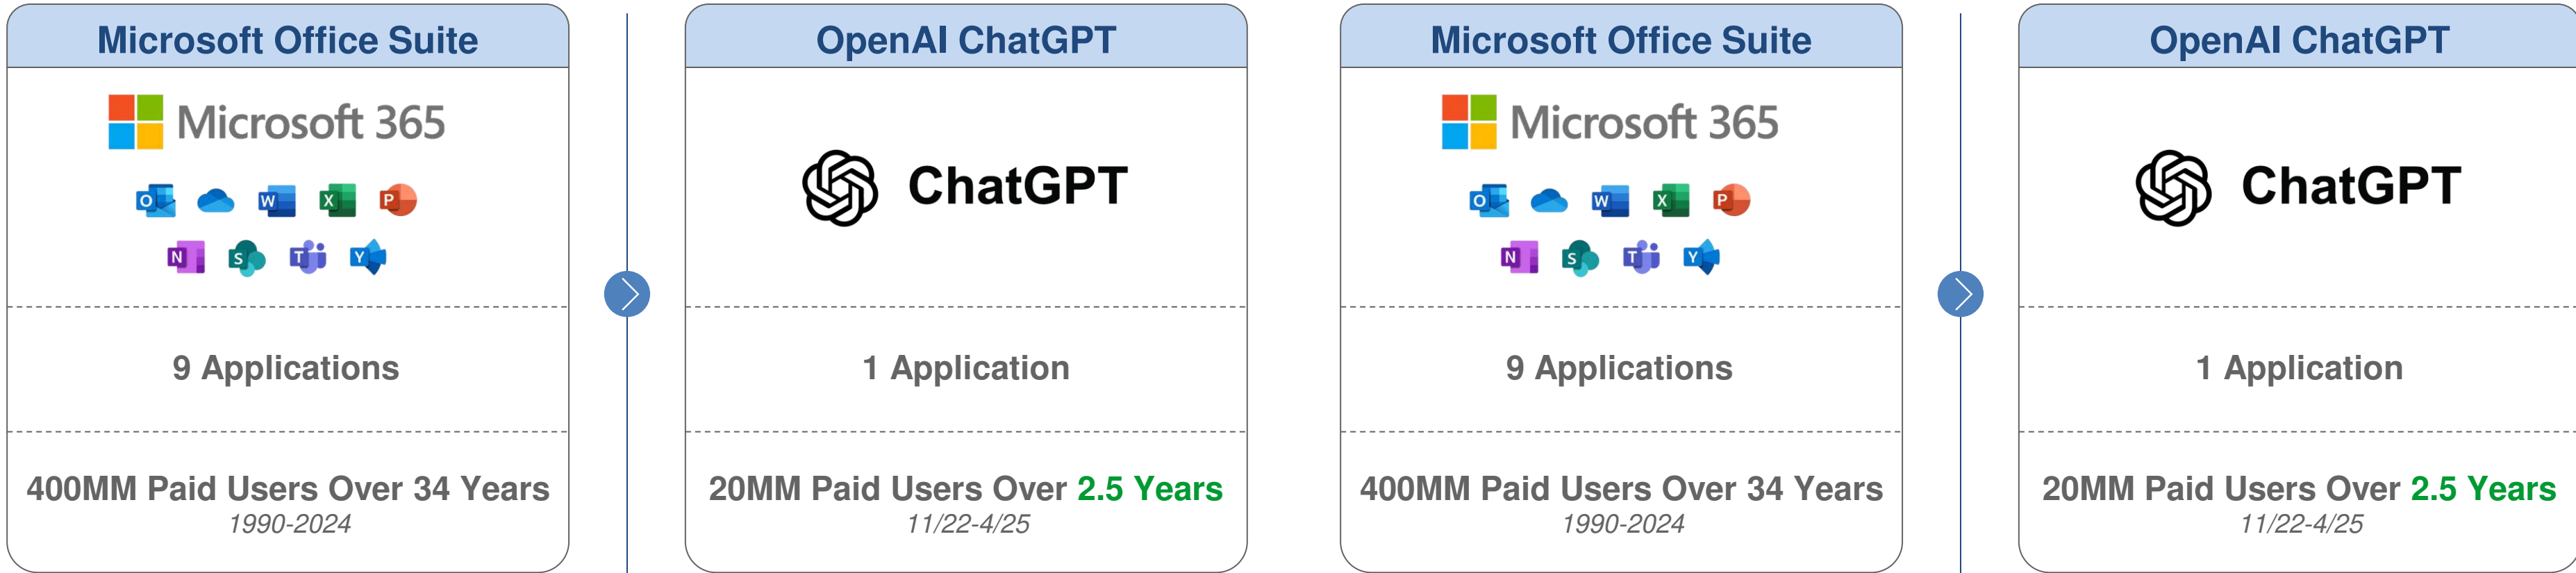 Microsoft Office Suite
Microsoft 365
O W X P
N S T Y
9 Applications
400MM Paid Users Over 34 Years
1990-2024
OpenAI ChatGPT
ChatGPT
1 Application
20MM Paid Users Over 2.5 Years
11/22-4/25
Microsoft Office Suite
Microsoft 365
O W X P
N S T Y
9 Applications
400MM Paid Users Over 34 Years
1990-2024
OpenAI ChatGPT
ChatGPT
1 Application
20MM Paid Users Over 2.5 Years
11/22-4/25